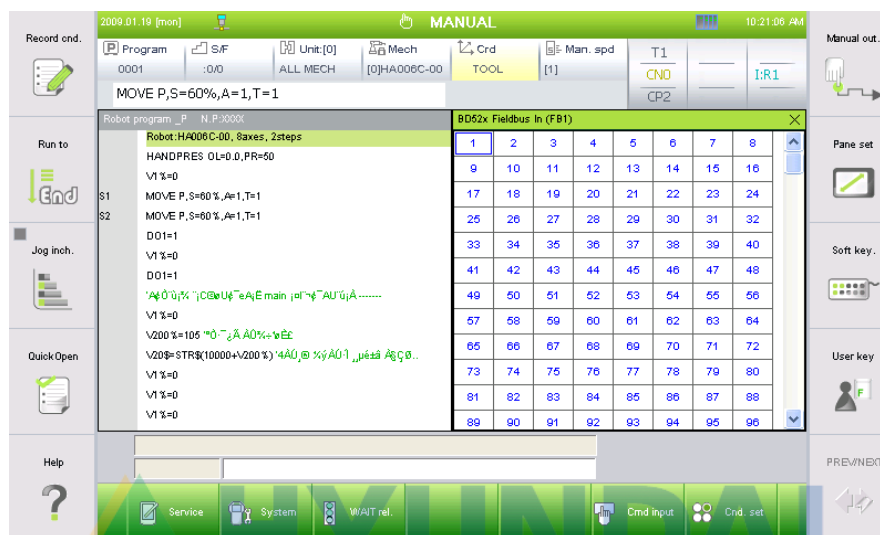 2009.01.19 [mon]
MANUAL
10:21:06 AM
Record cnd.
Run to
End
Jog inch.
Quick Open
Help
Program
0001
S/F
:0/0
Unit:[0]
ALL MECH
Mech
[0]HA006C-00
Crd
TOOL
Man. spd
[1]
T1
CN0
CP2
I:R1
MOVE P,S=60%,A=1,T=1
Robot program _P N.P:XXXX
Robot:HA006C-00, 8axes, 2steps
HANDPRES OL=0.0,PR=50
V1%=0
S1 MOVE P,S=60%,A=1,T=1
S2 MOVE P,S=60%,A=1,T=1
DO1=1
V1%=0
DO1=1
main
V1%=0
V200%=105
V20$=STR$(10000+V200%)
V1%=0
V1%=0
V1%=0
BD52x Fieldbus In (FB1)
1 2 3 4 5 6 7 8
9 10 11 12 13 14 15 16
17 18 19 20 21 22 23 24
25 26 27 28 29 30 31 32
33 34 35 36 37 38 39 40
41 42 43 44 45 46 47 48
49 50 51 52 53 54 55 56
57 58 59 60 61 62 63 64
65 66 67 68 69 70 71 72
73 74 75 76 77 78 79 80
81 82 83 84 85 86 87 88
89 90 91 92 93 94 95 96
Service
System
WAIT rel.
Cmd input
Cnd. set
HYUNDAI
Manual out.
Pane set
Soft key.
User key
F
PREV/NEXT